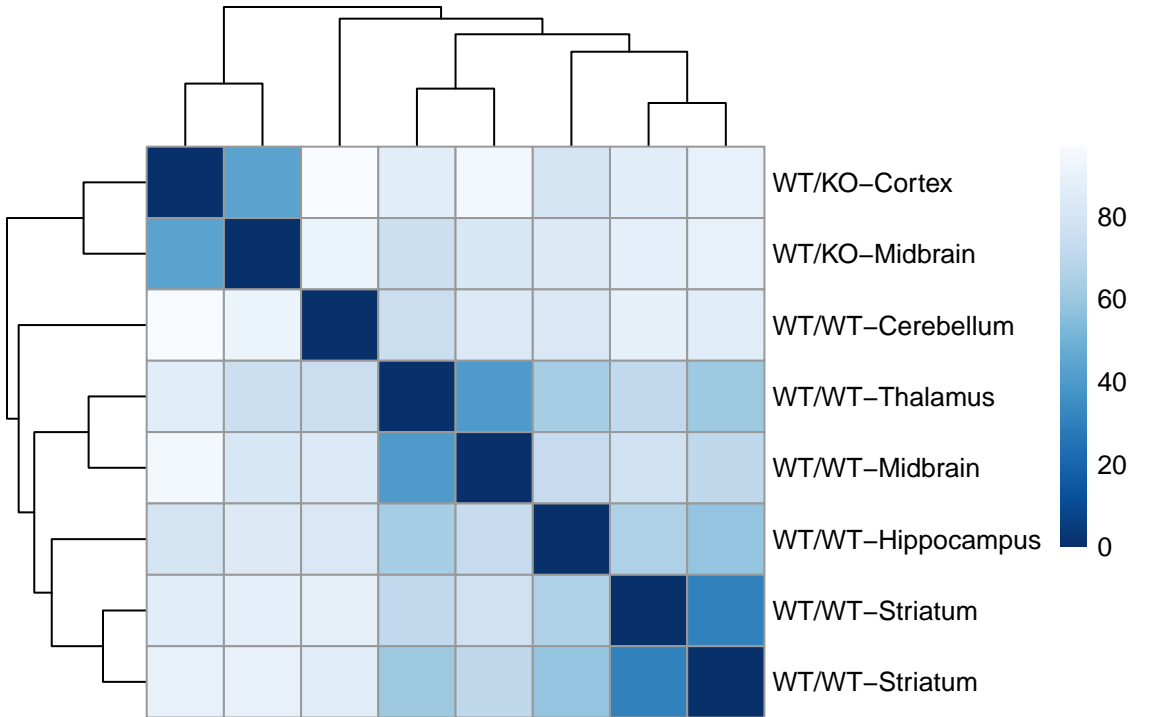 WT/KO−Cortex
WT/KO−Midbrain
WT/WT−Cerebellum
WT/WT−Thalamus
WT/WT−Midbrain
WT/WT−Hippocampus
WT/WT−Striatum
WT/WT−Striatum
80
60
40
20
0